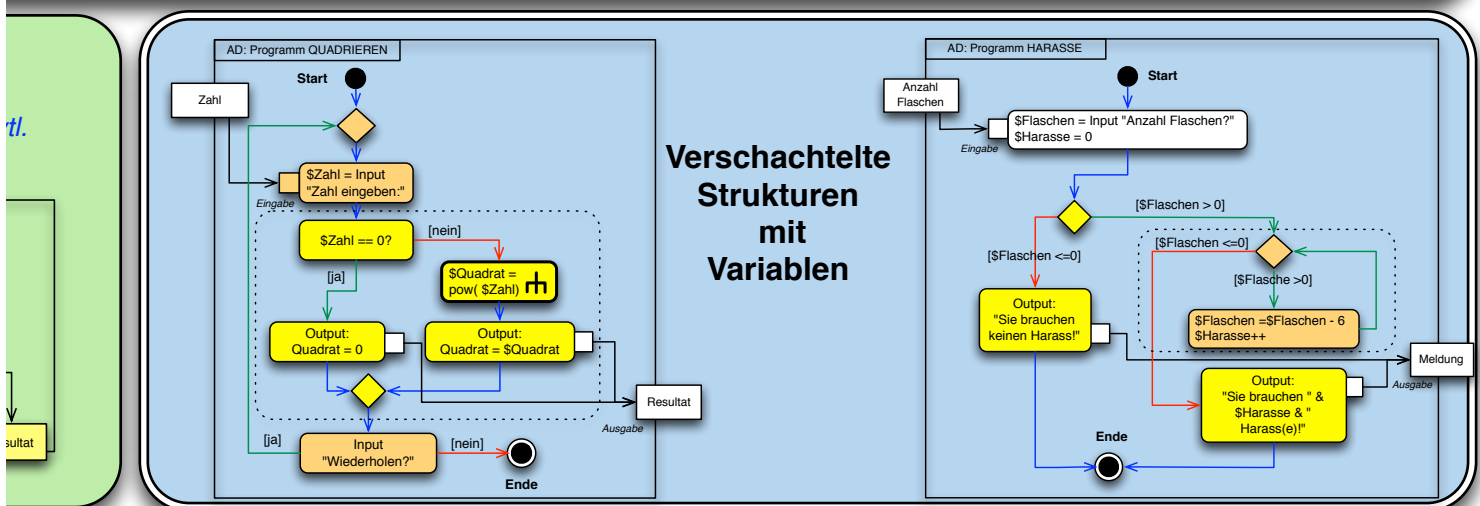 rtl.
sultat
AD: Programm QUADRIEREN
Start
Zahl
$Zahl = Input
"Zahl eingeben:"
Eingabe
$Zahl == 0?
[nein]
[ja]
$Quadrat =
pow( $Zahl)
Output:
Quadrat = 0
Output:
Quadrat = $Quadrat
Resultat
Ausgabe
[ja]
Input
"Wiederholen?"
[nein]
Ende
Verschachtelte
Strukturen
mit
Variablen
AD: Programm HARASSE
Start
Anzahl
Flaschen
$Flaschen = Input "Anzahl Flaschen?"
$Harasse = 0
Eingabe
[$Flaschen > 0]
[$Flaschen <=0]
[$Flaschen <=0]
[$Flasche >0]
Output:
"Sie brauchen
keinen Harass!"
$Flaschen =$Flaschen - 6
$Harasse++
Meldung
Ausgabe
Output:
"Sie brauchen " &
$Harasse & "
Harass(e)!"
Ende